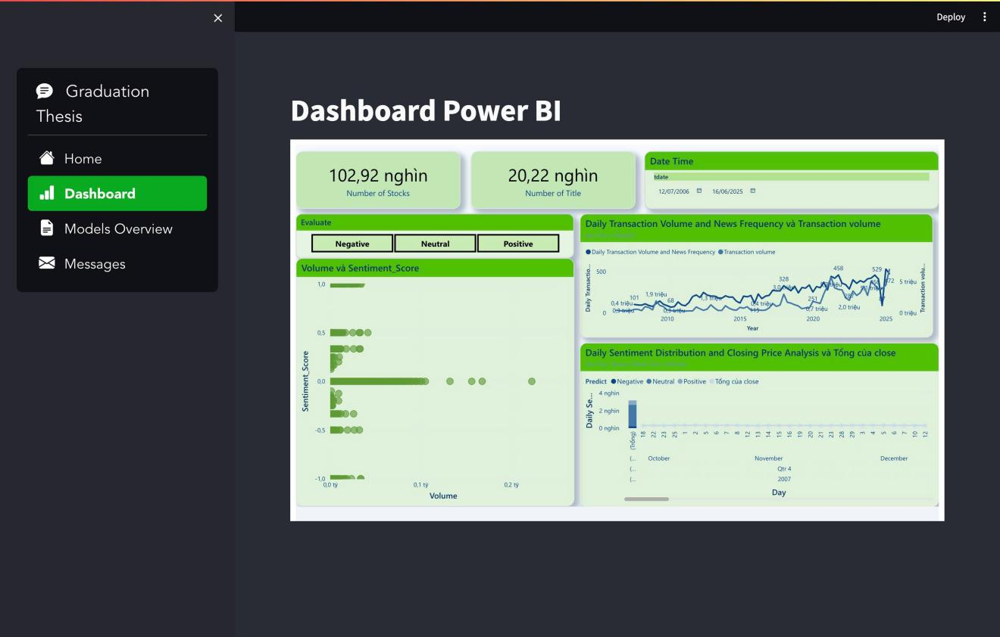 Deploy
Graduation
Thesis
Home
Dashboard
Models Overview
Messages
Dashboard Power BI
102,92 nghìn
Number of Stocks
20,22 nghìn
Number of Title
Date Time
tdate
12/07/2006
16/06/2025
Evaluate
Negative
Neutral
Positive
Volume và Sentiment_Score
1,0
0,5
0,0
-0,5
-1,0
Sentiment_Score
0,0 tỷ
0,1 tỷ
0,2 tỷ
Volume
Daily Transaction Volume and News Frequency và Transaction volume
Daily Transaction Volume and News Frequency
Transaction volume
Daily Transactio...
500
0
0,4 triệu
0,3 triệu
101
1,9 triệu
68
0,3 triệu
1,3 triệu
328
3,0 triệu
0,4 triệu
115
251
0,7 triệu
458
2,0 triệu
529
5 triệu
0 triệu
Transaction volu...
2010
2015
2020
2025
Year
Daily Sentiment Distribution and Closing Price Analysis và Tổng của close
Predict
Negative
Neutral
Positive
Tổng của close
Daily Se...
4 nghìn
2 nghìn
0 nghìn
(Trống)
18 22 23 25 1 2 5 6 7 8 12 13 14 15 16 19 20 21 23 28 29 3 4 5 6 7 10 12
(... October November December
(... Qtr 4
(... 2007
Day